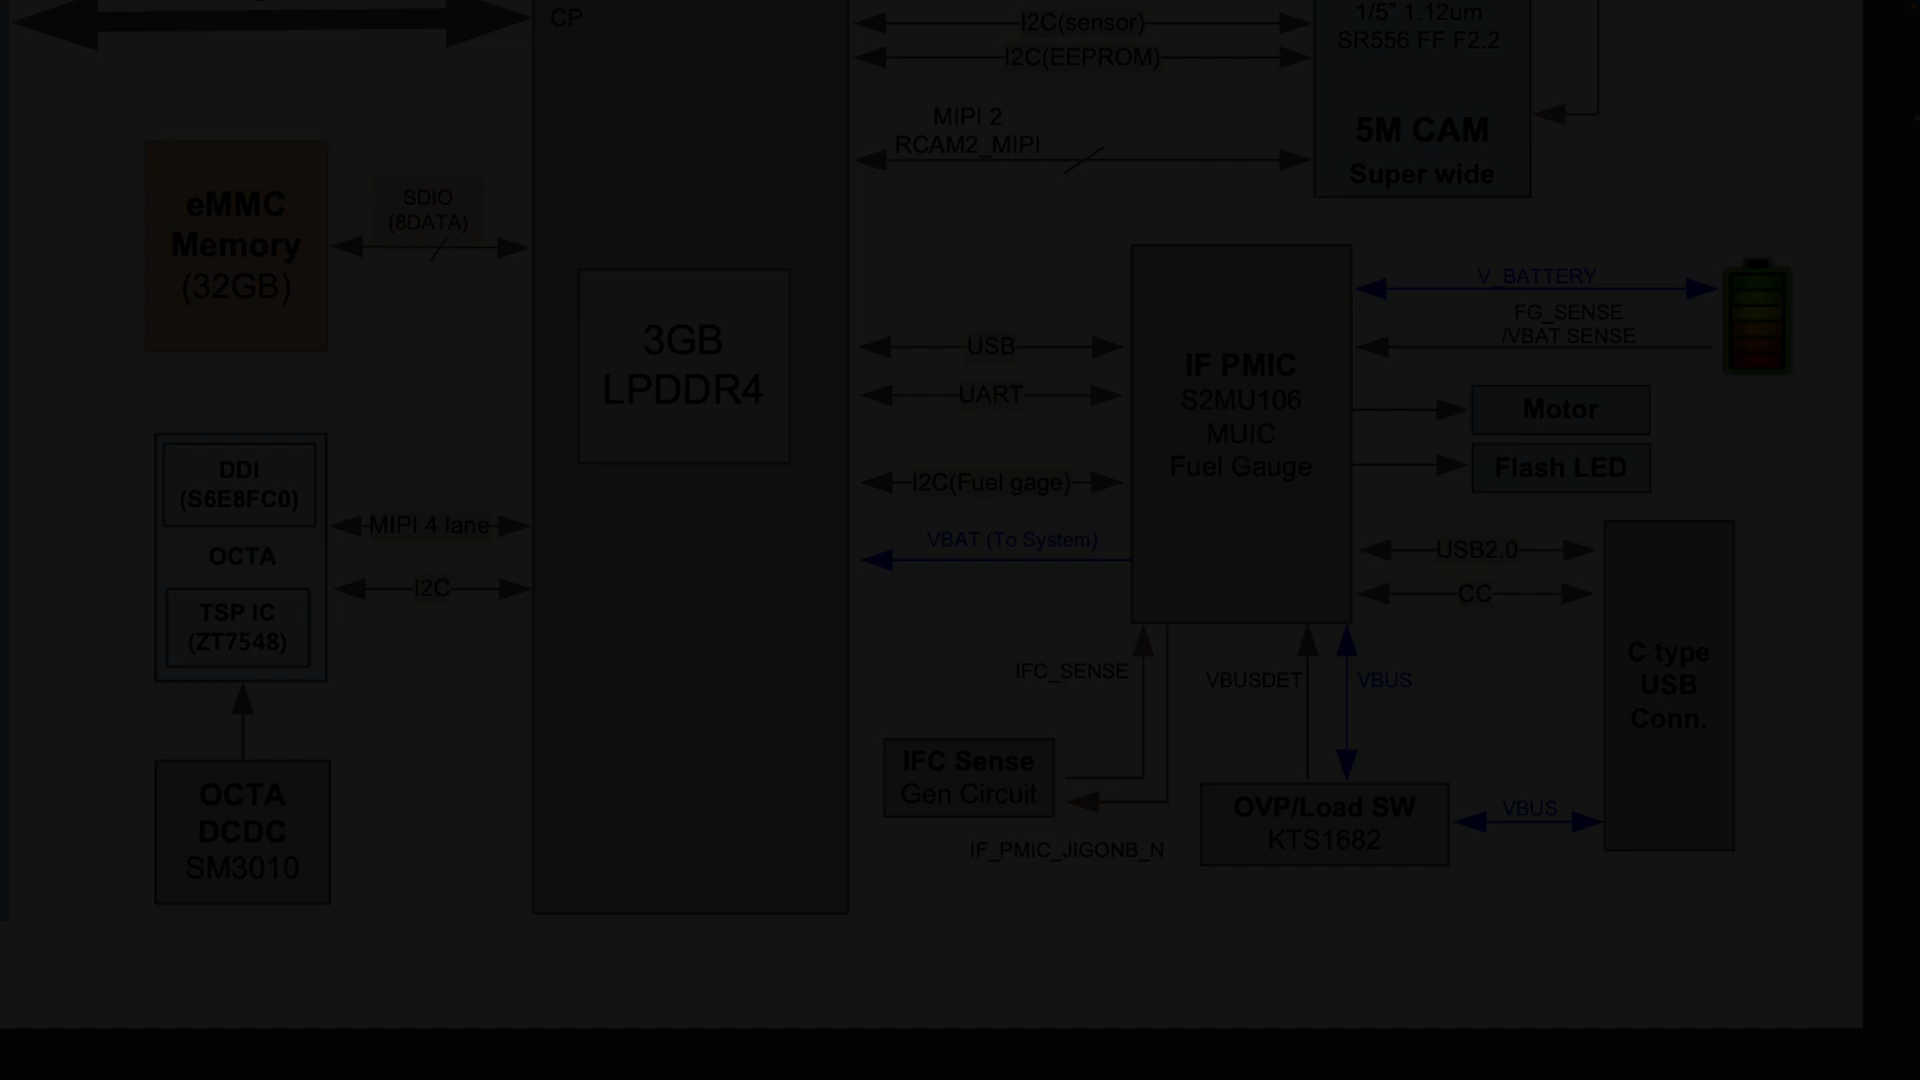 CP
I2C(sensor)
I2C(EEPROM)
MIPI 2
RCAM2_MIPI
1/5" 1.12um
SR556 FF F2.2
5M CAM
Super wide
eMMC
Memory
(32GB)
SDIO
(8DATA)
3GB
LPDDR4
USB
UART
I2C(Fuel gage)
VBAT (To System)
IF PMIC
S2MU106
MUIC
Fuel Gauge
V_BATTERY
FG_SENSE
/VBAT SENSE
Motor
Flash LED
USB2.0
CC
C type
USB
Conn.
DDI
(S6E8FC0)
OCTA
TSP IC
(ZT7548)
MIPI 4 lane
I2C
OCTA
DCDC
SM3010
IFC_SENSE
IFC Sense
Gen Circuit
IF_PMIC_JIGONB_N
VBUSDET
VBUS
OVP/Load SW
KTS1682
VBUS